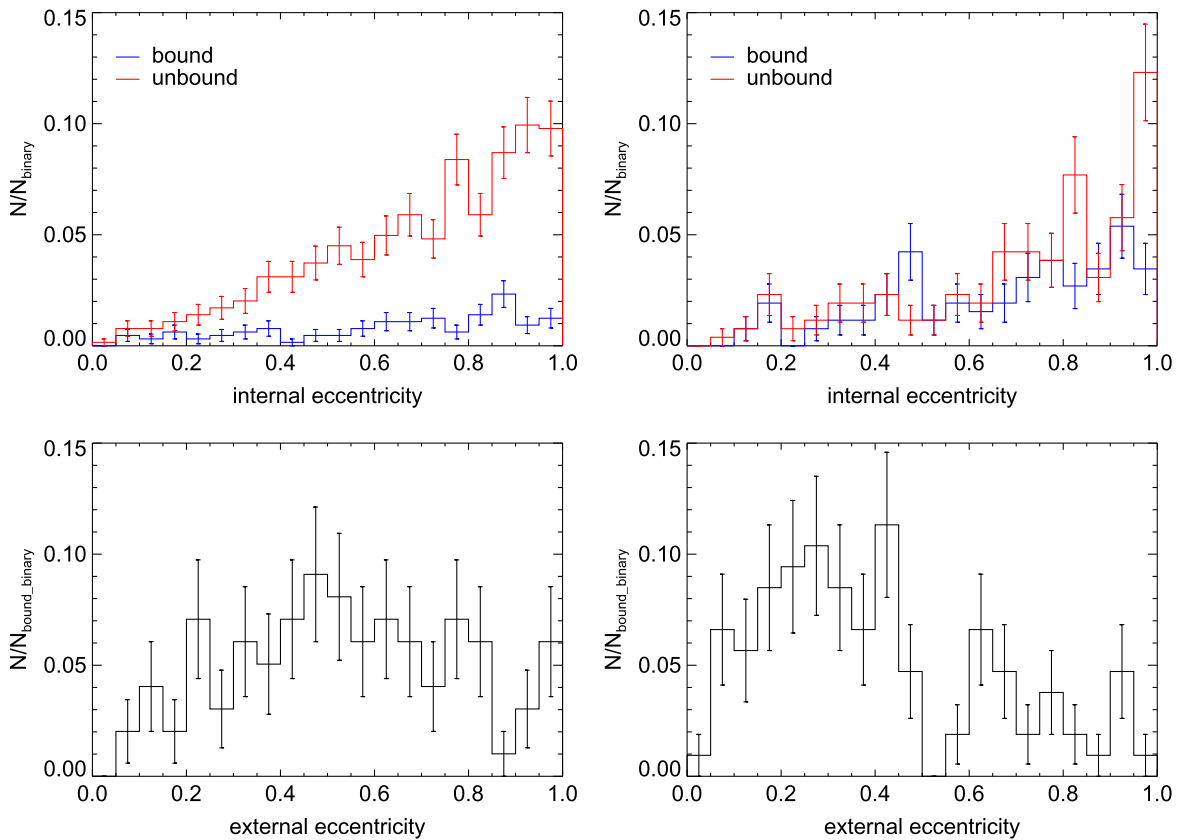 0.15
0.10
0.05
0.00
N/N_binary
bound
unbound
0.0 0.2 0.4 0.6 0.8 1.0
internal eccentricity
0.15
0.10
0.05
0.00
N/N_binary
bound
unbound
0.0 0.2 0.4 0.6 0.8 1.0
internal eccentricity
0.15
0.10
0.05
0.00
N/N_bound_binary
0.0 0.2 0.4 0.6 0.8 1.0
external eccentricity
0.15
0.10
0.05
0.00
N/N_bound_binary
0.0 0.2 0.4 0.6 0.8 1.0
external eccentricity